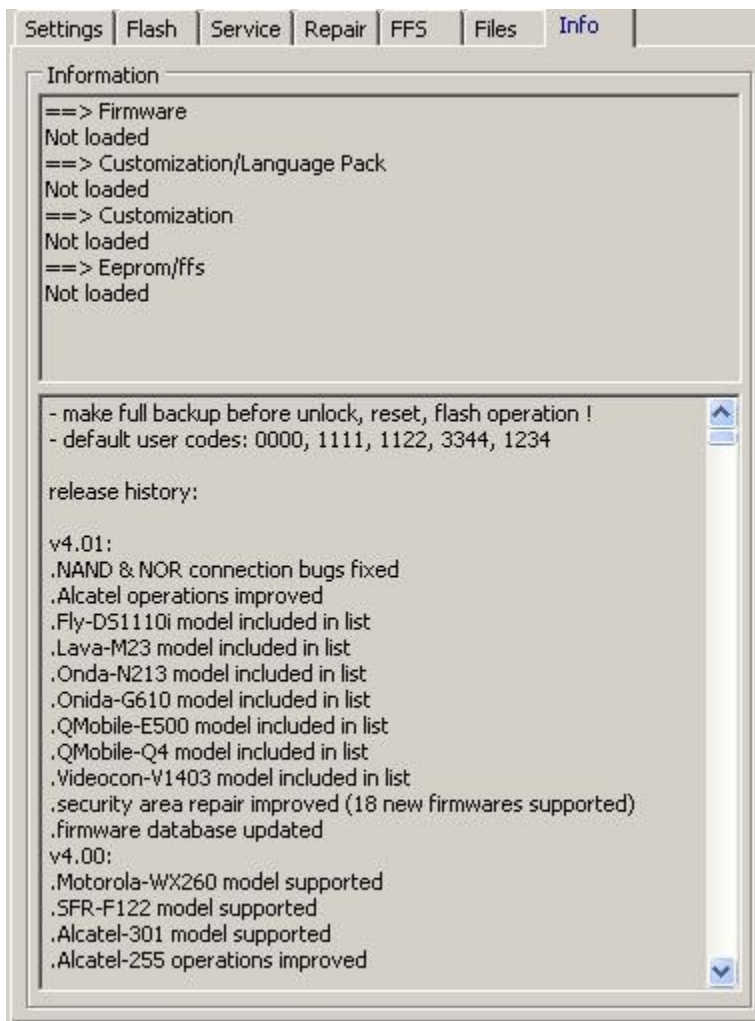 Settings Flash Service Repair FFS Files Info
Information
==> Firmware
Not loaded
==> Customization/Language Pack
Not loaded
==> Customization
Not loaded
==> Eeprom/ffs
Not loaded
- make full backup before unlock, reset, flash operation !
- default user codes: 0000, 1111, 1122, 3344, 1234
release history:
v4.01:
.NAND & NOR connection bugs fixed
.Alcatel operations improved
.Fly-DS1110i model included in list
.Lava-M23 model included in list
.Onda-N213 model included in list
.Onida-G610 model included in list
.QMobile-E500 model included in list
.QMobile-Q4 model included in list
.Videocon-V1403 model included in list
.security area repair improved (18 new firmwares supported)
.firmware database updated
v4.00:
.Motorola-WX260 model supported
.SFR-F122 model supported
.Alcatel-301 model supported
.Alcatel-255 operations improved